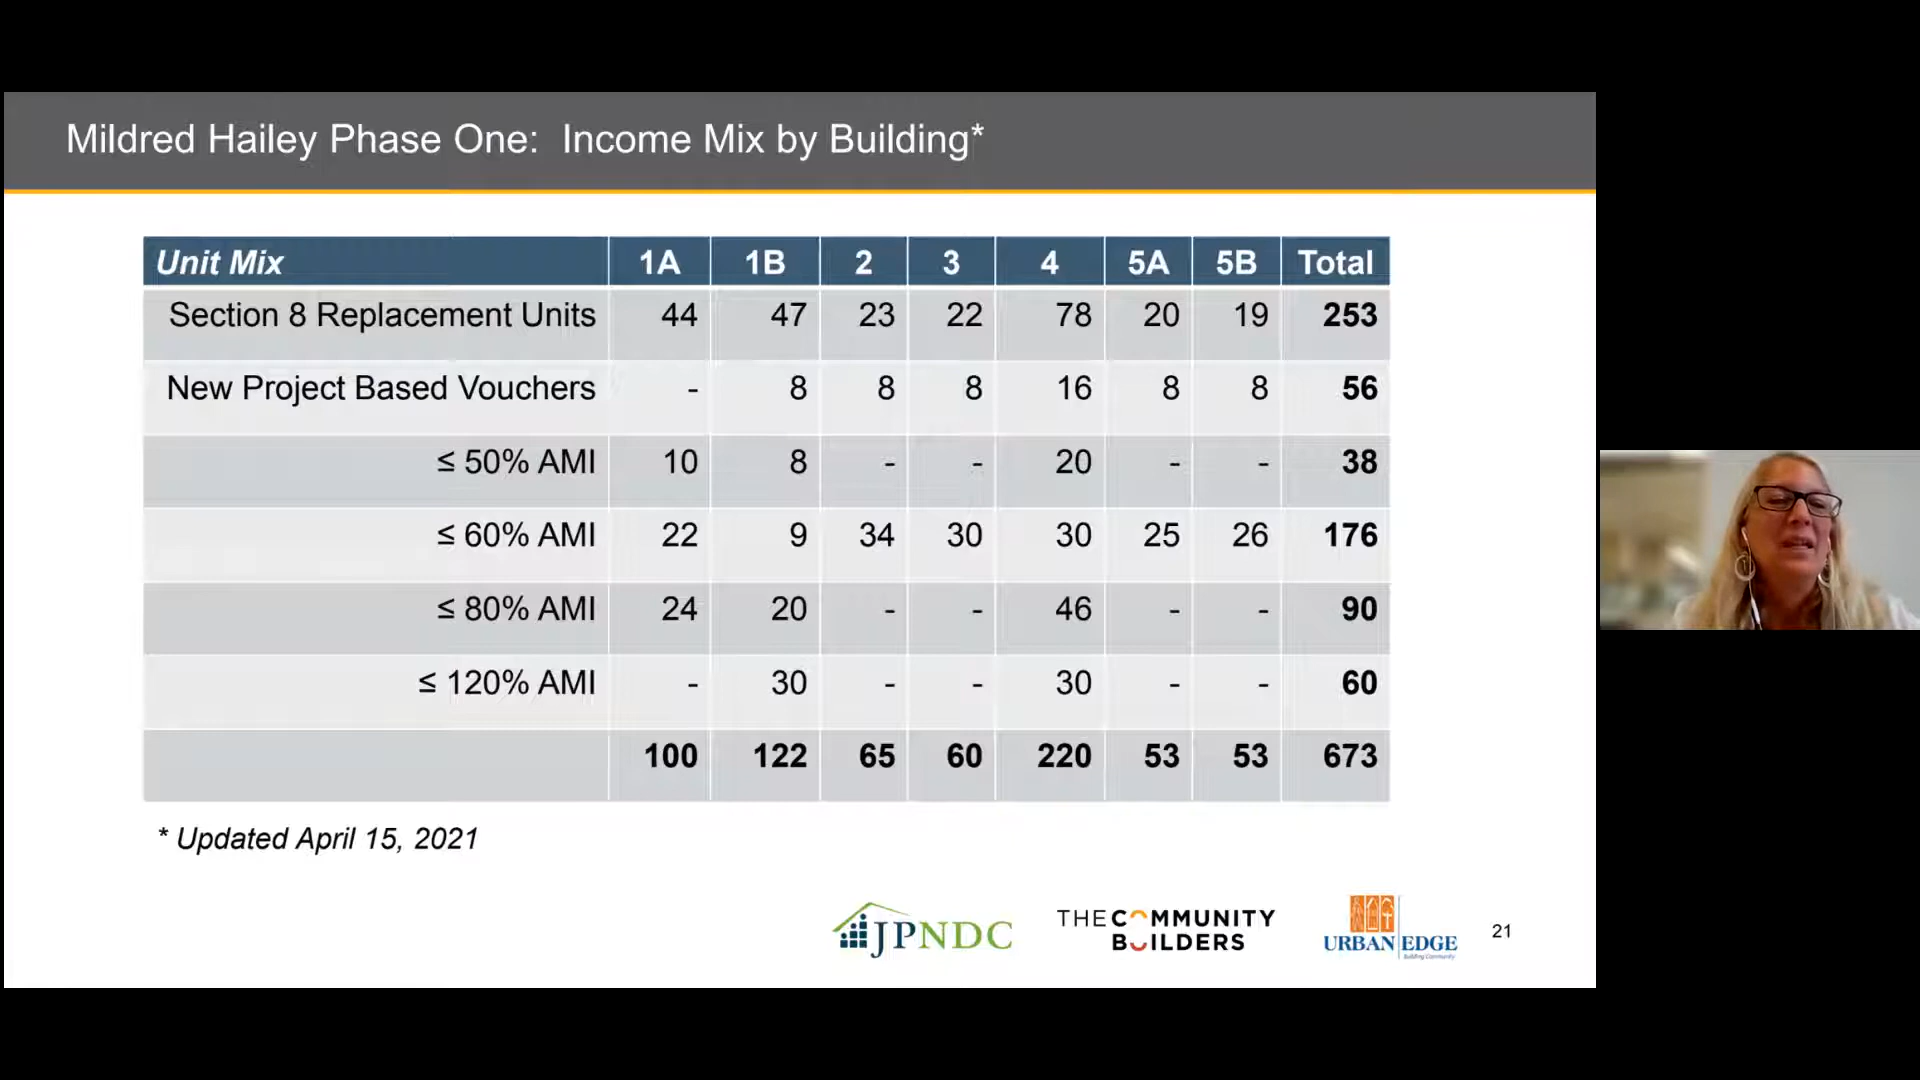 Mildred Hailey Phase One: Income Mix by Building*
Unit Mix 1A 1B 2 3 4 5A 5B Total
Section 8 Replacement Units 44 47 23 22 78 20 19 253
New Project Based Vouchers - 8 8 8 16 8 8 56
≤ 50% AMI 10 8 - - 20 - - 38
≤ 60% AMI 22 9 34 30 30 25 26 176
≤ 80% AMI 24 20 - - 46 - - 90
≤ 120% AMI - 30 - - 30 - - 60
100 122 65 60 220 53 53 673
* Updated April 15, 2021
JPNDC
THE COMMUNITY
BUILDERS
URBAN EDGE
Building Community
21